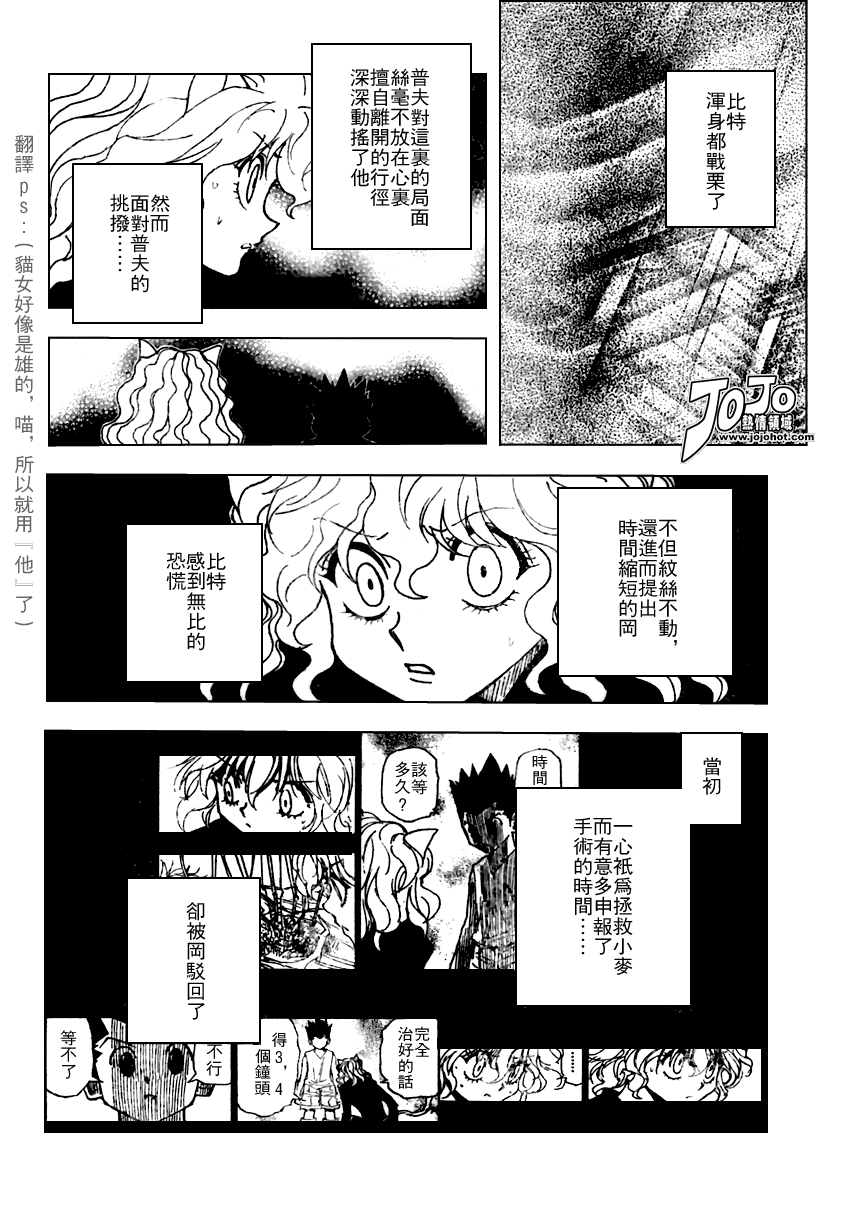 比特
渾身都戰栗了
普夫對這裏的局面
絲毫不放在心裏
擅自離開的行徑
深深動搖了他
然而
面對普夫的
挑撥……
JOJO
熱情領域
www.jojohot.com
不但紋絲不動，
還進而提出
時間縮短的岡
比特
感到無比的
恐慌
當初
時間
該等
多久?
一心祇爲拯救小麥
而有意多申報了
手術的時間……
卻被岡駁回了
……
完全
治好的話
得3，4
個鐘頭
不行
等不了
翻譯ps：(貓女好像是雄的，喵，所以就用『他』了)